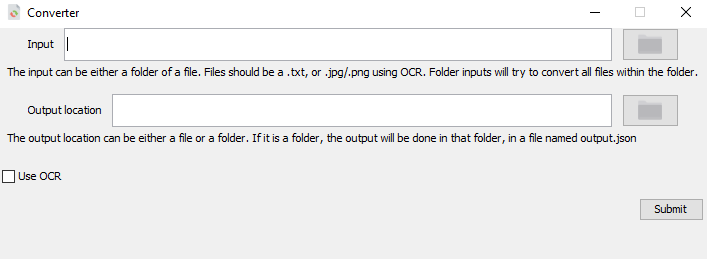 Converter
Input
The input can be either a folder of a file. Files should be a .txt, or .jpg/.png using OCR. Folder inputs will try to convert all files within the folder.
Output location
The output location can be either a file or a folder. If it is a folder, the output will be done in that folder, in a file named output.json
Use OCR
Submit